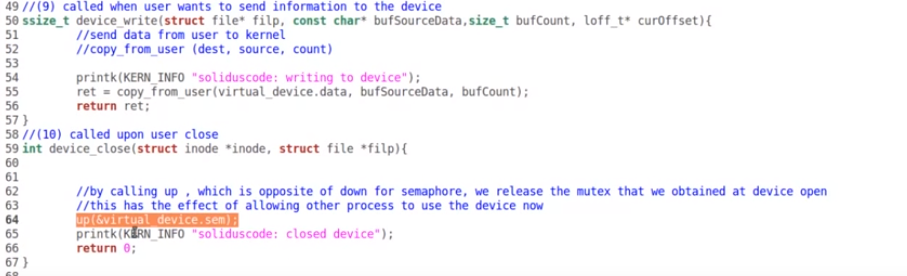 49 //(9) called when user wants to send information to the device
50 ssize_t device_write(struct file* filp, const char* bufSourceData,size_t bufCount, loff_t* curOffset){
51 //send data from user to kernel
52 //copy_from_user (dest, source, count)
53
54 printk(KERN_INFO "soliduscode: writing to device");
55 ret = copy_from_user(virtual_device.data, bufSourceData, bufCount);
56 return ret;
57 }
58 //(10) called upon user close
59 int device_close(struct inode *inode, struct file *filp){
60
61
62 //by calling up , which is opposite of down for semaphore, we release the mutex that we obtained at device open
63 //this has the effect of allowing other process to use the device now
64 up(&virtual_device.sem);
65 printk(KERN_INFO "soliduscode: closed device");
66 return 0;
67 }
68